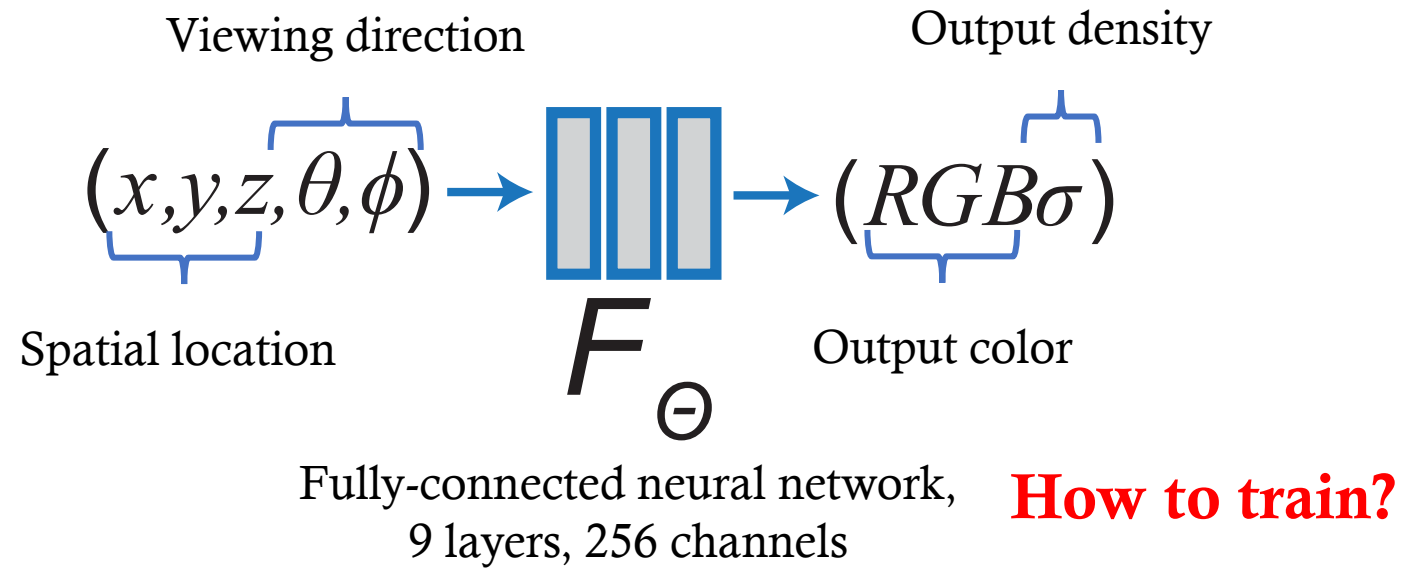 Viewing direction
Output density
(x,y,z,θ,ϕ)
(RGBσ)
Spatial location
F_Θ
Output color
Fully-connected neural network,
9 layers, 256 channels
How to train?